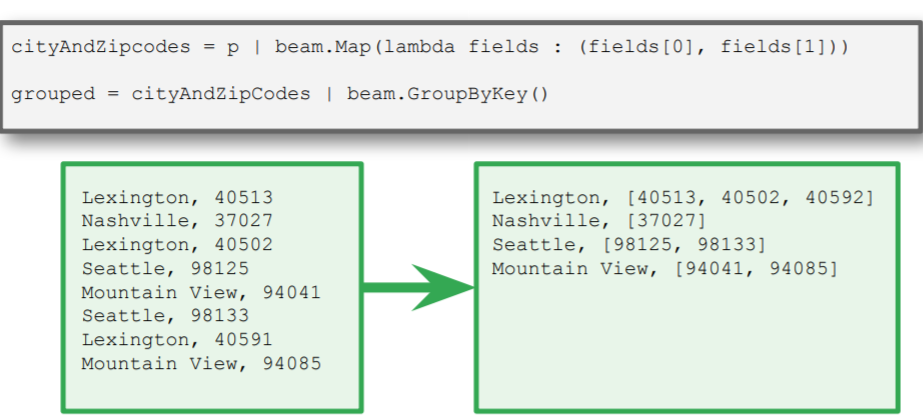 cityAndZipcodes = p | beam.Map(lambda fields : (fields[0], fields[1]))
grouped = cityAndZipCodes | beam.GroupByKey()
Lexington, 40513
Nashville, 37027
Lexington, 40502
Seattle, 98125
Mountain View, 94041
Seattle, 98133
Lexington, 40591
Mountain View, 94085
Lexington, [40513, 40502, 40592]
Nashville, [37027]
Seattle, [98125, 98133]
Mountain View, [94041, 94085]